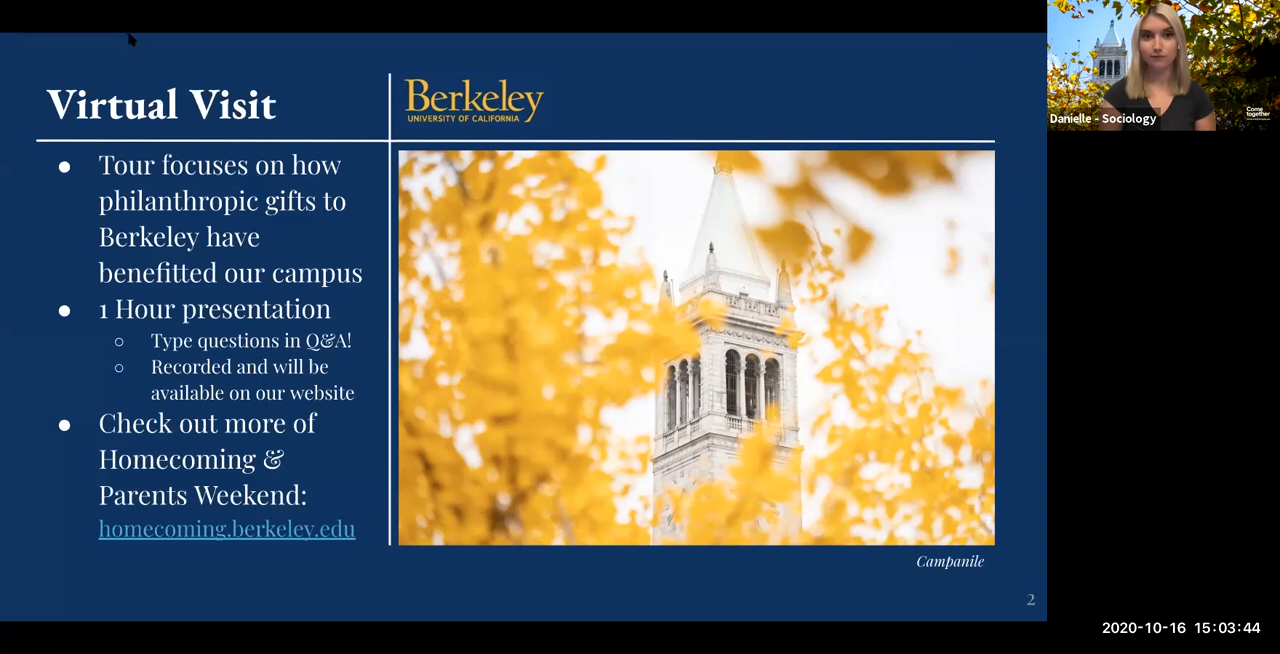 Virtual Visit
Berkeley
UNIVERSITY OF CALIFORNIA
● Tour focuses on how
philanthropic gifts to
Berkeley have
benefitted our campus
● 1 Hour presentation
○ Type questions in Q&A!
○ Recorded and will be
available on our website
● Check out more of
Homecoming &
Parents Weekend:
homecoming.berkeley.edu
Campanile
2
Danielle - Sociology
Come
together
2020-10-16 15:03:44